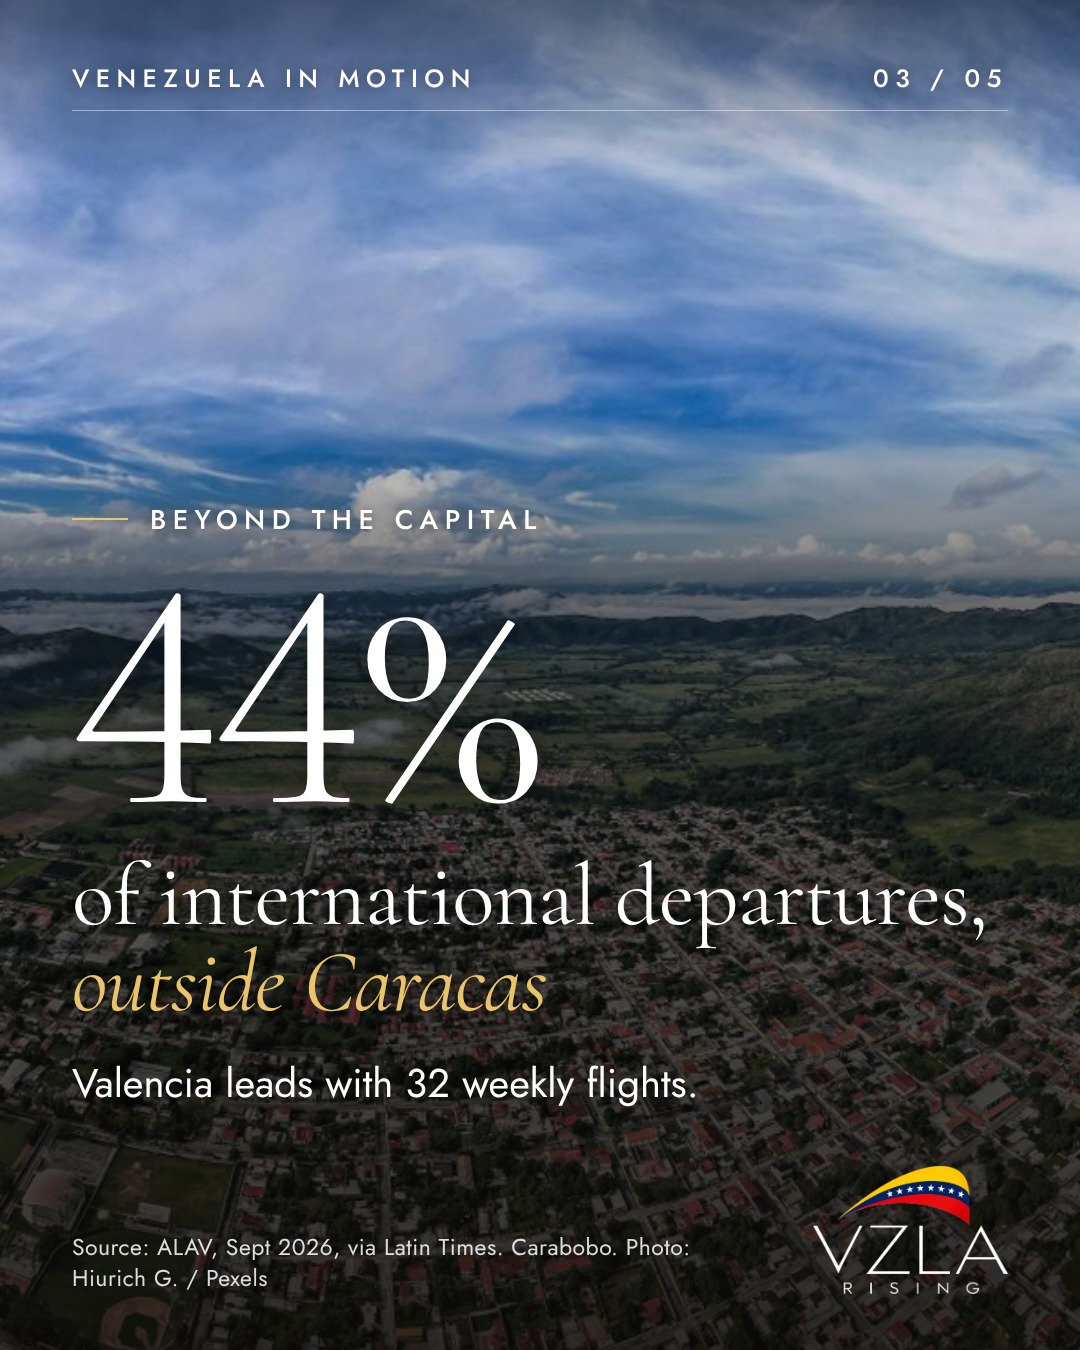 VENEZUELA IN MOTION
03 / 05
BEYOND THE CAPITAL
44%
of international departures,
outside Caracas
Valencia leads with 32 weekly flights.
Source: ALAV, Sept 2026, via Latin Times. Carabobo. Photo:
Hiurich G. / Pexels
VZLA
RISING